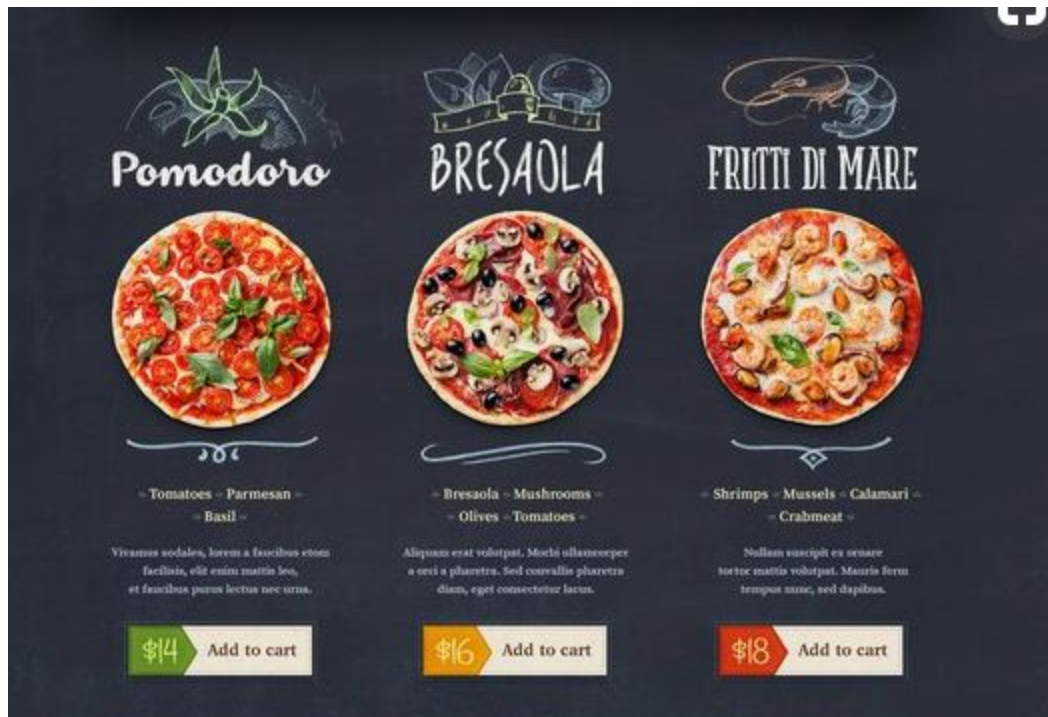 Pomodoro
Tomatoes Parmesan
Basil
Vivamus sodales, lorem a faucibus etom
facilisis, elit enim mattis leo,
et faucibus purus lectus nec urna.
$14 Add to cart
BRESAOLA
Bresaola Mushrooms
Olives Tomatoes
Aliquam erat volutpat. Morbi ullamcorper
a orci a pharetra. Sed convallis pharetra
diam, eget consectetur lacus.
$16 Add to cart
FRUTTI DI MARE
Shrimps Mussels Calamari
Crabmeat
Nullam suscipit ex ornare
tortor mattis volutpat. Mauris ferm
tempus nunc, sed dapibus.
$18 Add to cart